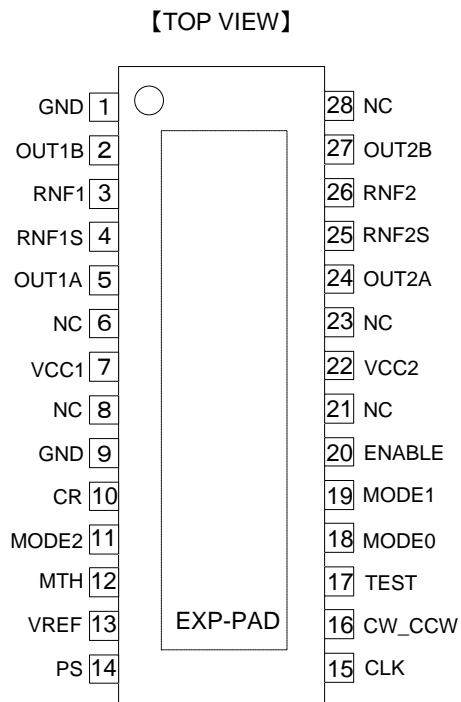 【TOP VIEW】
GND 1 28 NC
OUT1B 2 27 OUT2B
RNF1 3 26 RNF2
RNF1S 4 25 RNF2S
OUT1A 5 24 OUT2A
NC 6 23 NC
VCC1 7 22 VCC2
NC 8 21 NC
GND 9 20 ENABLE
CR 10 19 MODE1
MODE2 11 18 MODE0
MTH 12 17 TEST
VREF 13 EXP-PAD 16 CW_CCW
PS 14 15 CLK